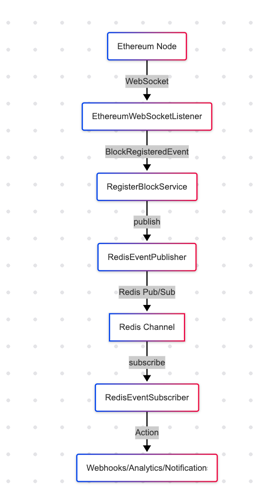 Ethereum Node
WebSocket
EthereumWebSocketListener
BlockRegisteredEvent
RegisterBlockService
publish
RedisEventPublisher
Redis Pub/Sub
Redis Channel
subscribe
RedisEventSubscriber
Action
Webhooks/Analytics/Notification